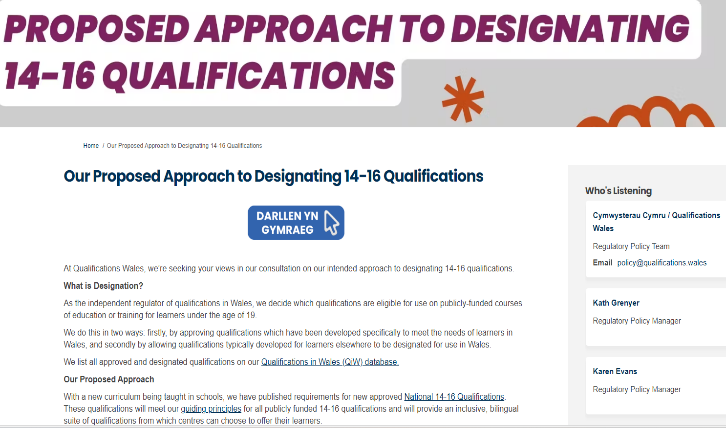 PROPOSED APPROACH TO DESIGNATING
14-16 QUALIFICATIONS
Home / Our Proposed Approach to Designating 14-16 Qualifications
Our Proposed Approach to Designating 14-16 Qualifications
DARLLEN YN
GYMRAEG
At Qualifications Wales, we're seeking your views in our consultation on our intended approach to designating 14-16 qualifications.
What is Designation?
As the independent regulator of qualifications in Wales, we decide which qualifications are eligible for use on publicly-funded courses
of education or training for learners under the age of 19.
We do this in two ways: firstly, by approving qualifications which have been developed specifically to meet the needs of learners in
Wales, and secondly by allowing qualifications typically developed for learners elsewhere to be designated for use in Wales.
We list all approved and designated qualifications on our Qualifications in Wales (QiW) database.
Our Proposed Approach
With a new curriculum being taught in schools, we have published requirements for new approved National 14-16 Qualifications.
These qualifications will meet our guiding principles for all publicly funded 14-16 qualifications and will provide an inclusive, bilingual
suite of qualifications from which centres can choose to offer their learners.
Who's Listening
Cymwysterau Cymru / Qualifications
Wales
Regulatory Policy Team
Email policy@qualifications.wales
Kath Grenyer
Regulatory Policy Manager
Karen Evans
Regulatory Policy Manager